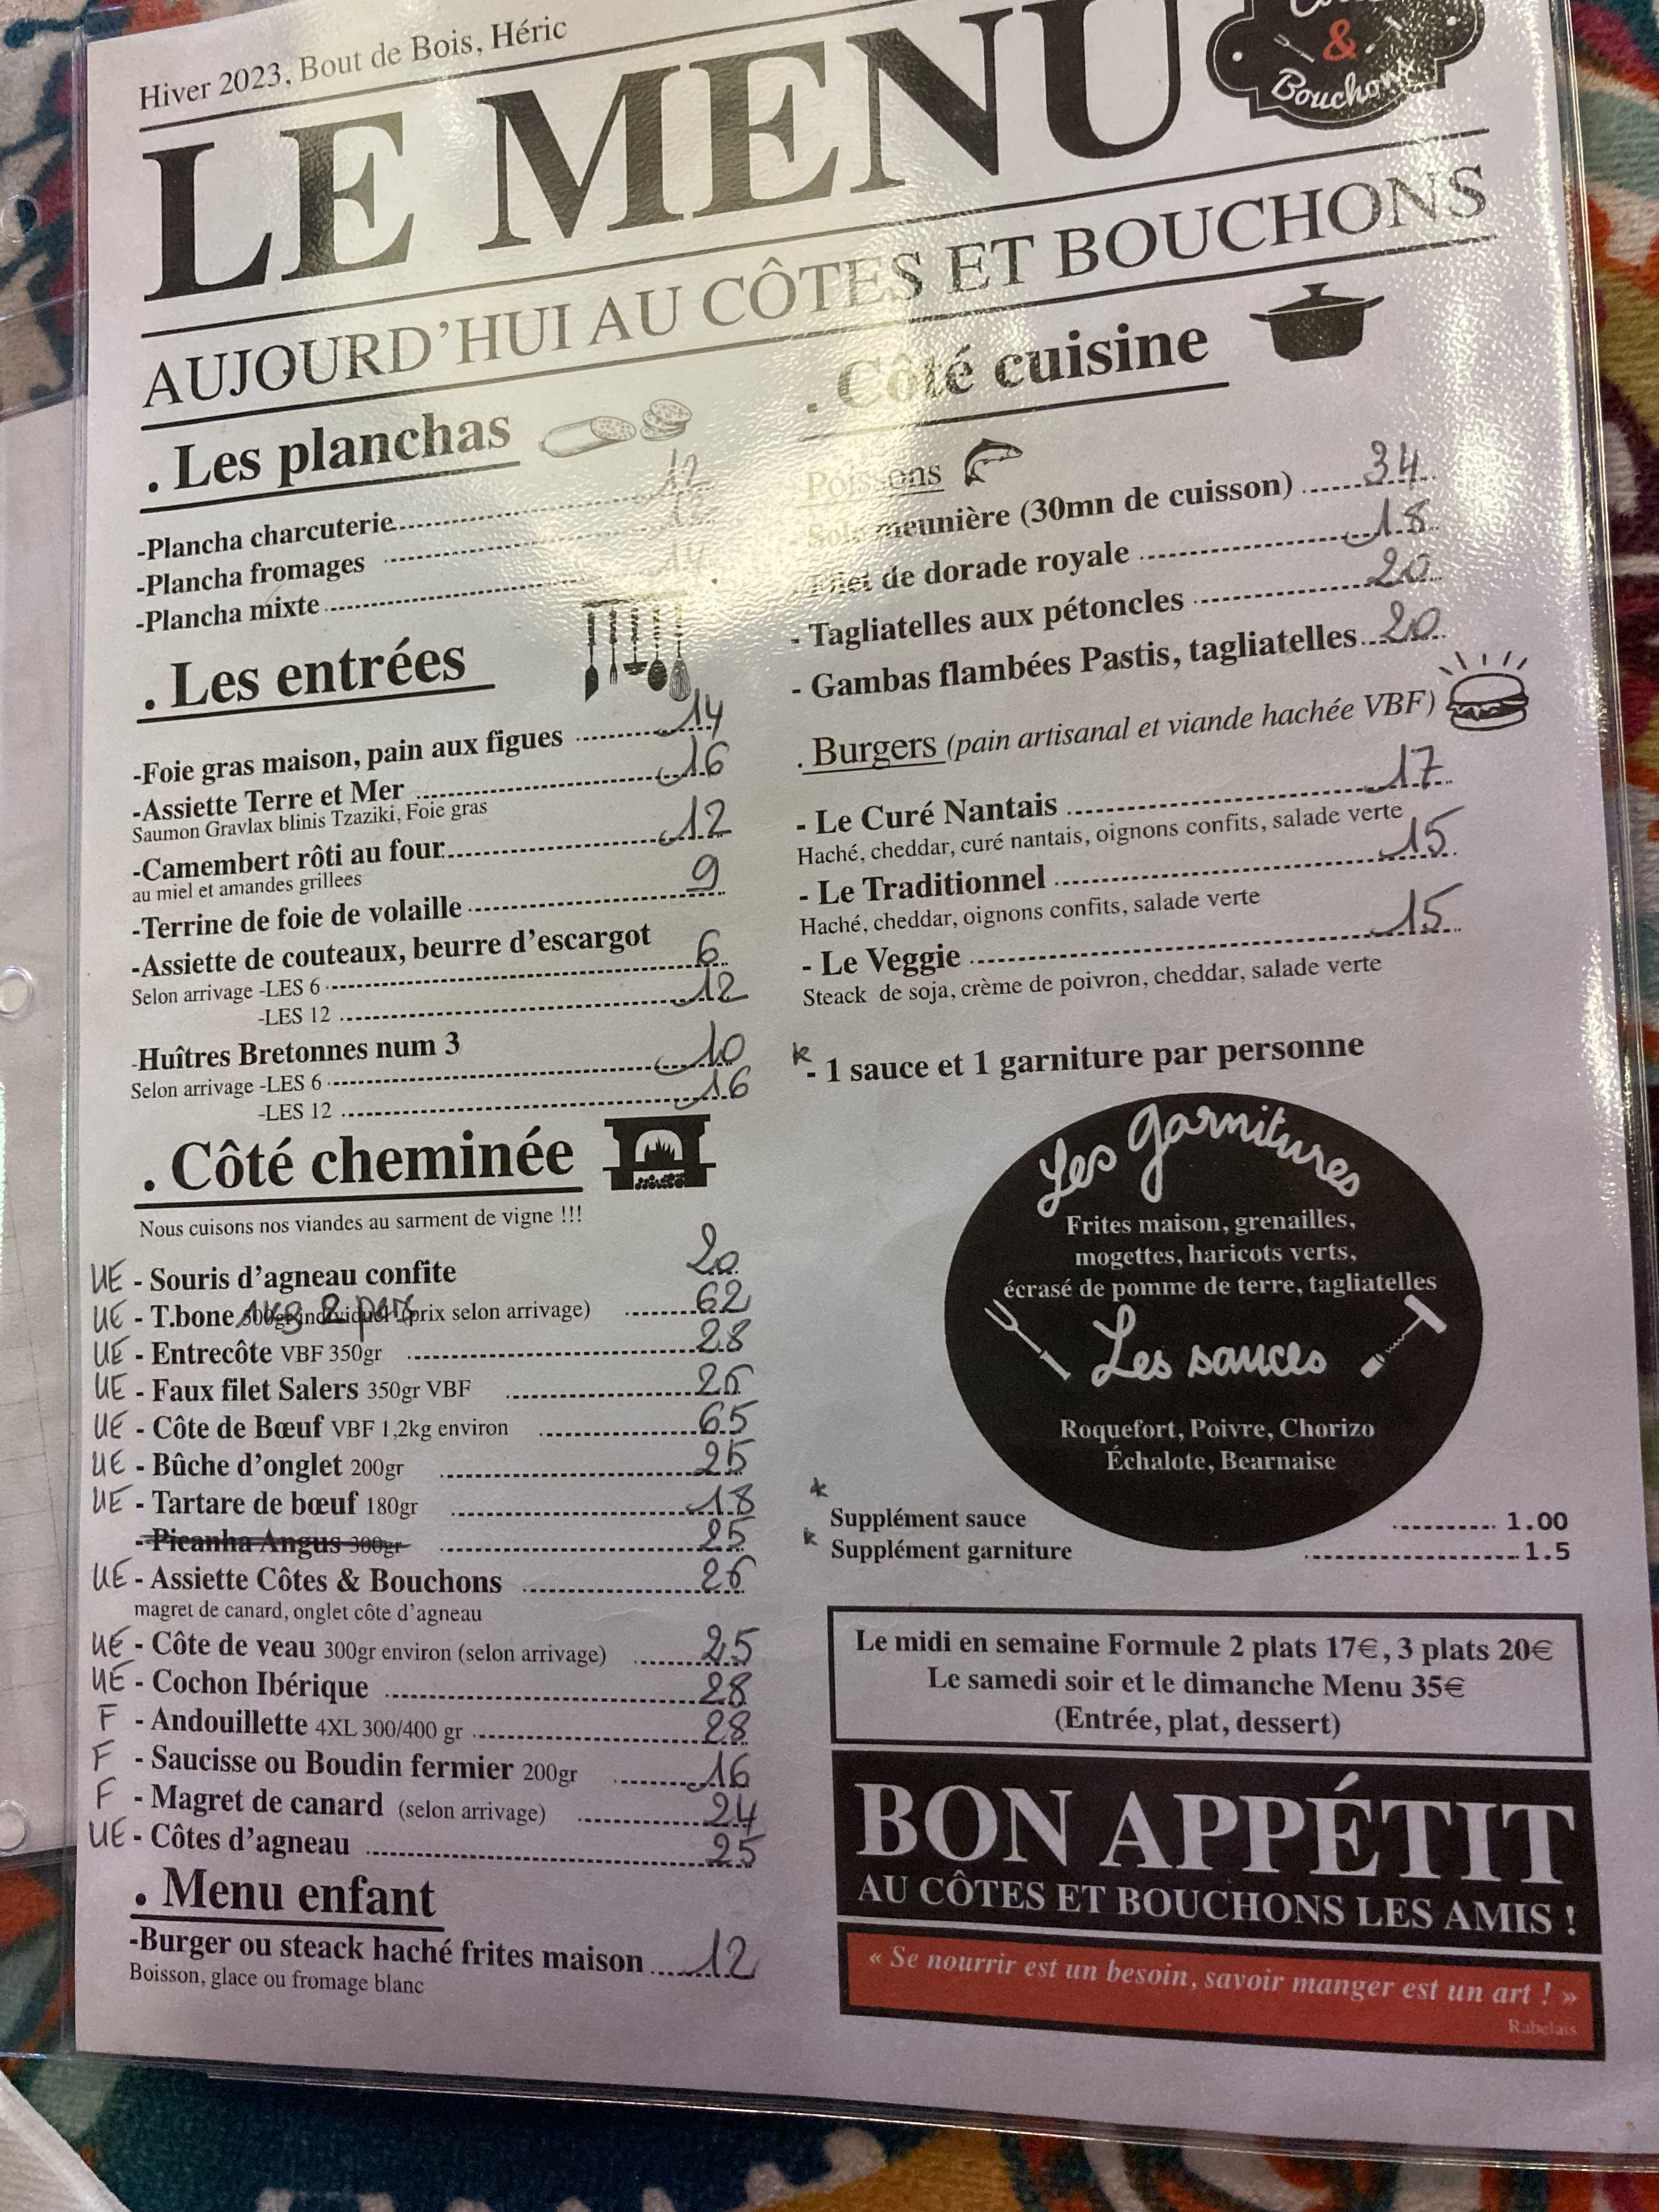 Hiver 2023, Bout de Bois, Héric
LE MENU
&
Bouchons
AUJOURD'HUI AU CÔTES ET BOUCHONS
. Les planchas
-Plancha charcuterie 12
-Plancha fromages
-Plancha mixte
. Les entrées
-Foie gras maison, pain aux figues 14
-Assiette Terre et Mer 16
Saumon Gravlax blinis Tzaziki, Foie gras
-Camembert rôti au four 12
au miel et amandes grillees
-Terrine de foie de volaille 9
-Assiette de couteaux, beurre d'escargot
Selon arrivage -LES 6 6
-LES 12 12
-Huîtres Bretonnes num 3
Selon arrivage -LES 6 10
-LES 12 16
. Côté cheminée
Nous cuisons nos viandes au sarment de vigne !!!
UE - Souris d'agneau confite 20
UE - T.bone 1kg 2 pers (prix selon arrivage) 62
UE - Entrecôte VBF 350gr 28
UE - Faux filet Salers 350gr VBF 26
UE - Côte de Bœuf VBF 1,2kg environ 65
UE - Bûche d'onglet 200gr 25
UE - Tartare de bœuf 180gr 18
- Picanha Angus 300gr 25
UE - Assiette Côtes & Bouchons 26
magret de canard, onglet côte d'agneau
UE - Côte de veau 300gr environ (selon arrivage) 25
UE - Cochon Ibérique 28
F - Andouillette 4XL 300/400 gr 28
F - Saucisse ou Boudin fermier 200gr 16
F - Magret de canard (selon arrivage) 24
UE - Côtes d'agneau 25
. Menu enfant
-Burger ou steack haché frites maison 12
Boisson, glace ou fromage blanc
. Côté cuisine
Poissons
- Sole meunière (30mn de cuisson) 34
- Filet de dorade royale 18
- Tagliatelles aux pétoncles 20
- Gambas flambées Pastis, tagliatelles 20
. Burgers (pain artisanal et viande hachée VBF)
- Le Curé Nantais 17
Haché, cheddar, curé nantais, oignons confits, salade verte
- Le Traditionnel 15
Haché, cheddar, oignons confits, salade verte
- Le Veggie 15
Steack de soja, crème de poivron, cheddar, salade verte
* - 1 sauce et 1 garniture par personne
Les garnitures
Frites maison, grenailles,
mogettes, haricots verts,
écrasé de pomme de terre, tagliatelles
Les sauces
Roquefort, Poivre, Chorizo
Échalote, Bearnaise
* Supplément sauce 1.00
* Supplément garniture 1.5
Le midi en semaine Formule 2 plats 17€, 3 plats 20€
Le samedi soir et le dimanche Menu 35€
(Entrée, plat, dessert)
BON APPÉTIT
AU CÔTES ET BOUCHONS LES AMIS !
« Se nourrir est un besoin, savoir manger est un art ! »
Rabelais